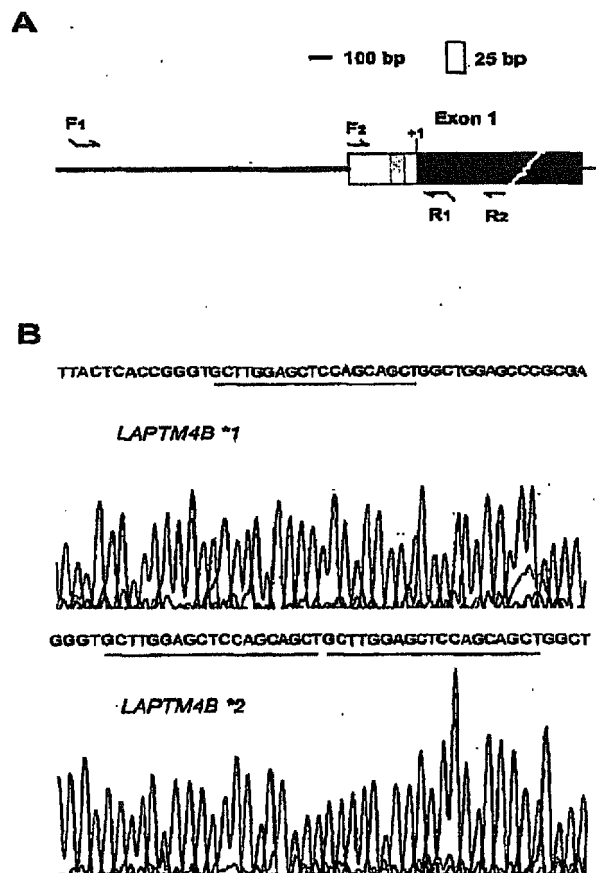 A
100 bp 25 bp
F1 F2 +1 Exon 1
R1 R2
B
TTACTCACCGGGTGCTTGGAGCTCCAGCAGCTGGCTGGAGCCCGCGA
LAPTM4B *1
GGGTGCTTGGAGCTCCAGCAGCTGCTTGGAGCTCCAGCAGCTGGCT
LAPTM4B *2